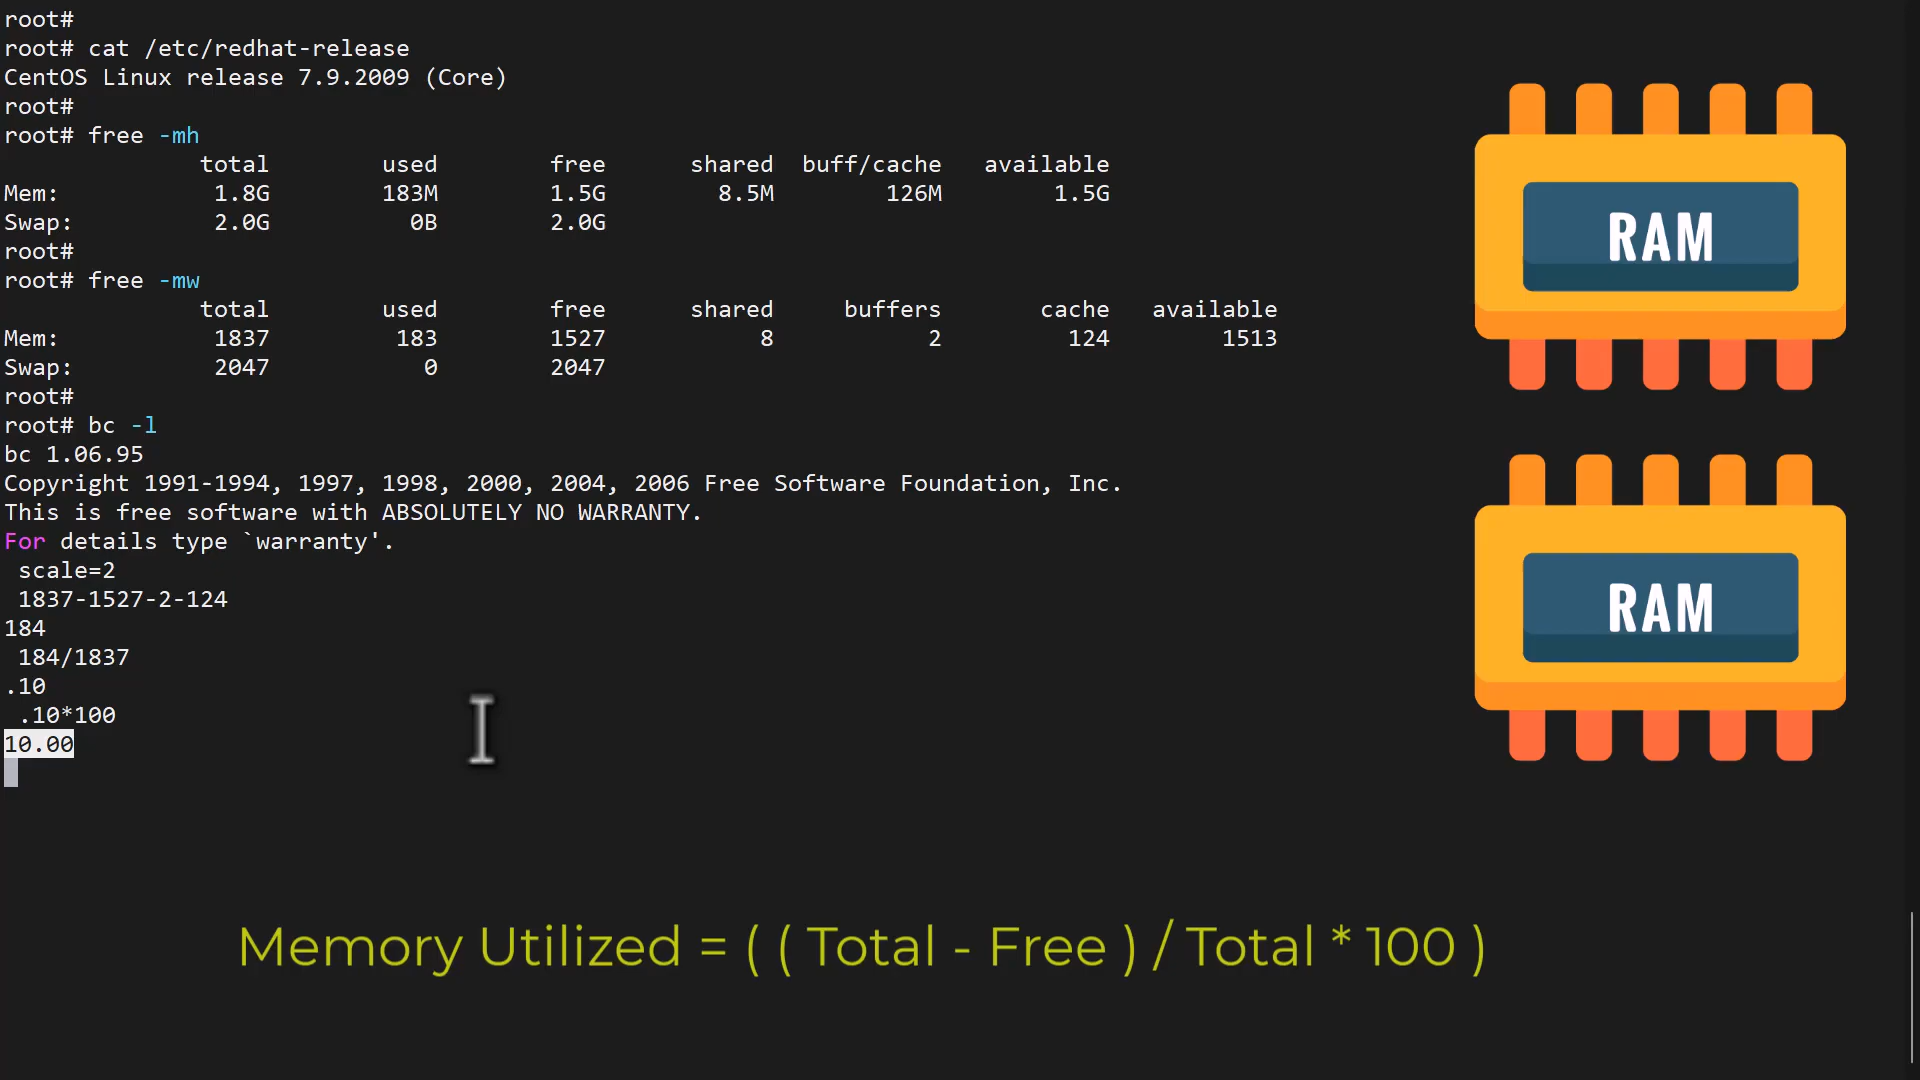 root#
root# cat /etc/redhat-release
CentOS Linux release 7.9.2009 (Core)
root#
root# free -mh
              total        used        free      shared  buff/cache   available
Mem:           1.8G        183M        1.5G        8.5M        126M        1.5G
Swap:          2.0G          0B        2.0G
root#
root# free -mw
              total        used        free      shared     buffers       cache   available
Mem:           1837         183        1527           8           2         124        1513
Swap:          2047           0        2047
root#
root# bc -l
bc 1.06.95
Copyright 1991-1994, 1997, 1998, 2000, 2004, 2006 Free Software Foundation, Inc.
This is free software with ABSOLUTELY NO WARRANTY.
For details type `warranty'.
 scale=2
 1837-1527-2-124
184
 184/1837
.10
 .10*100
10.00
RAM
RAM
Memory Utilized = ( ( Total - Free ) / Total * 100 )